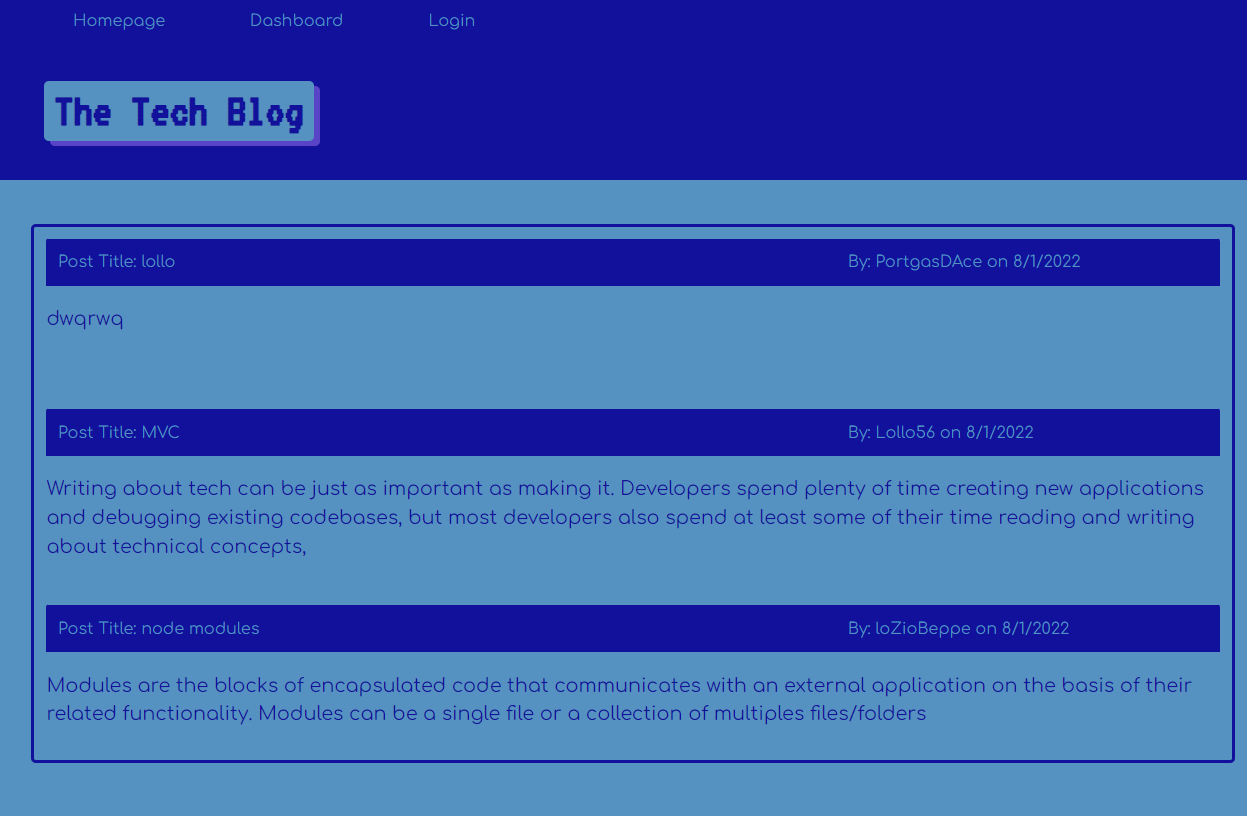 Homepage Dashboard Login
The Tech Blog
Post Title: lollo By: PortgasDAce on 8/1/2022
dwqrwq
Post Title: MVC By: Lollo56 on 8/1/2022
Writing about tech can be just as important as making it. Developers spend plenty of time creating new applications
and debugging existing codebases, but most developers also spend at least some of their time reading and writing
about technical concepts,
Post Title: node modules By: loZioBeppe on 8/1/2022
Modules are the blocks of encapsulated code that communicates with an external application on the basis of their
related functionality. Modules can be a single file or a collection of multiples files/folders